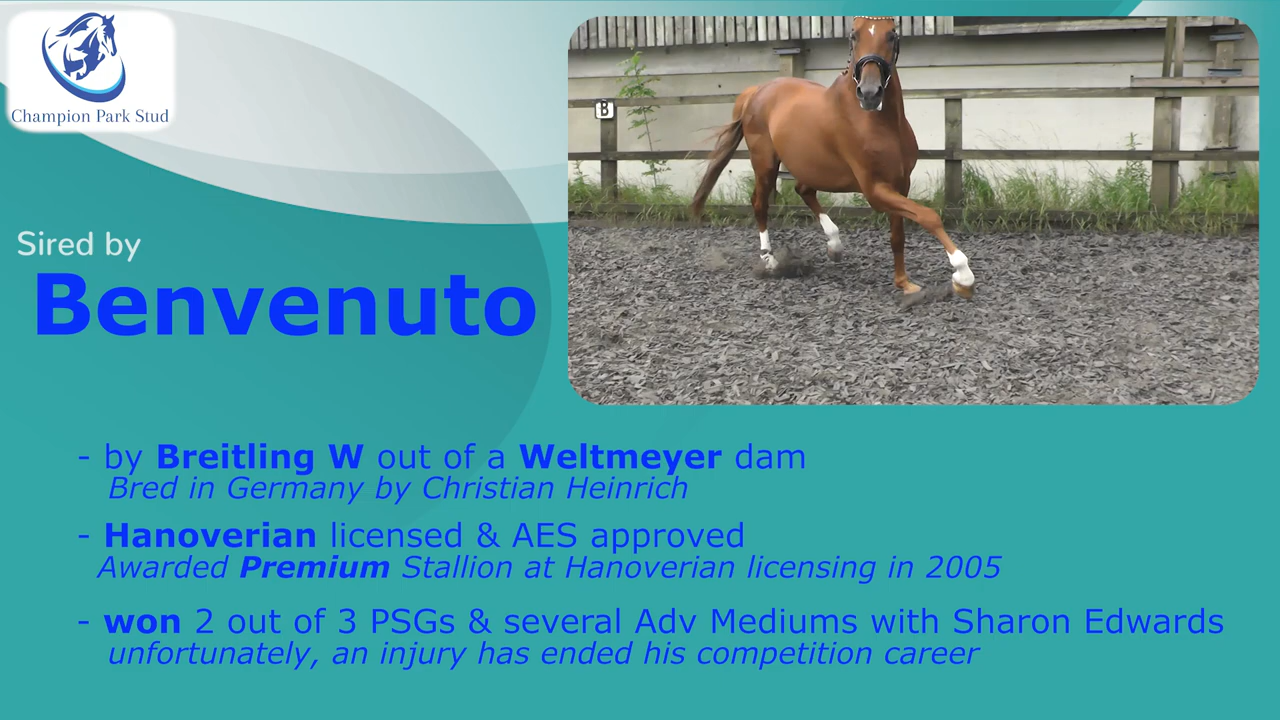 Champion Park Stud
B
Sired by
Benvenuto
- by Breitling W out of a Weltmeyer dam
Bred in Germany by Christian Heinrich
- Hanoverian licensed & AES approved
Awarded Premium Stallion at Hanoverian licensing in 2005
- won 2 out of 3 PSGs & several Adv Mediums with Sharon Edwards
unfortunately, an injury has ended his competition career